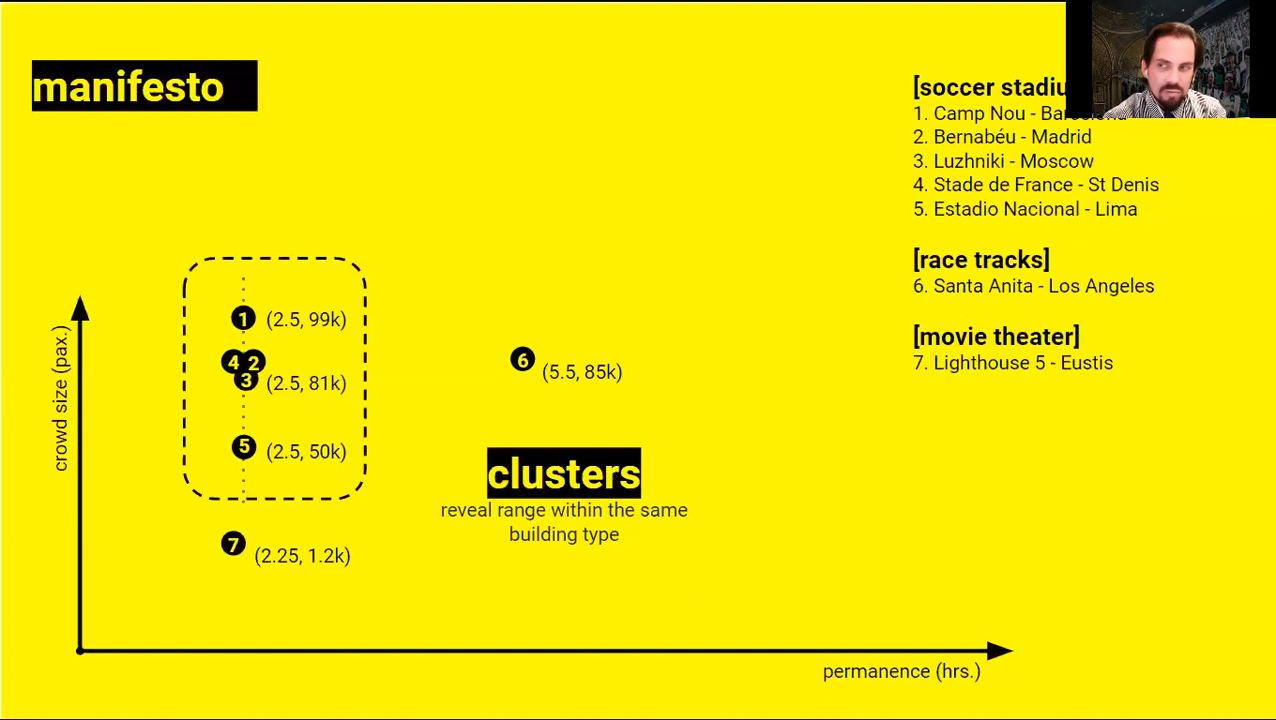 manifesto
[soccer
1. Camp Nou -
2. Bernabéu - Madrid
3. Luzhniki - Moscow
4. Stade de France - St Denis
5. Estadio Nacional - Lima
[race tracks]
6. Santa Anita - Los Angeles
[movie theater]
7. Lighthouse 5 - Eustis
crowd size (pax.)
1 (2.5, 99k)
4 2
3 (2.5, 81k)
6 (5.5, 85k)
5 (2.5, 50k)
clusters
reveal range within the same
building type
7 (2.25, 1.2k)
permanence (hrs.)